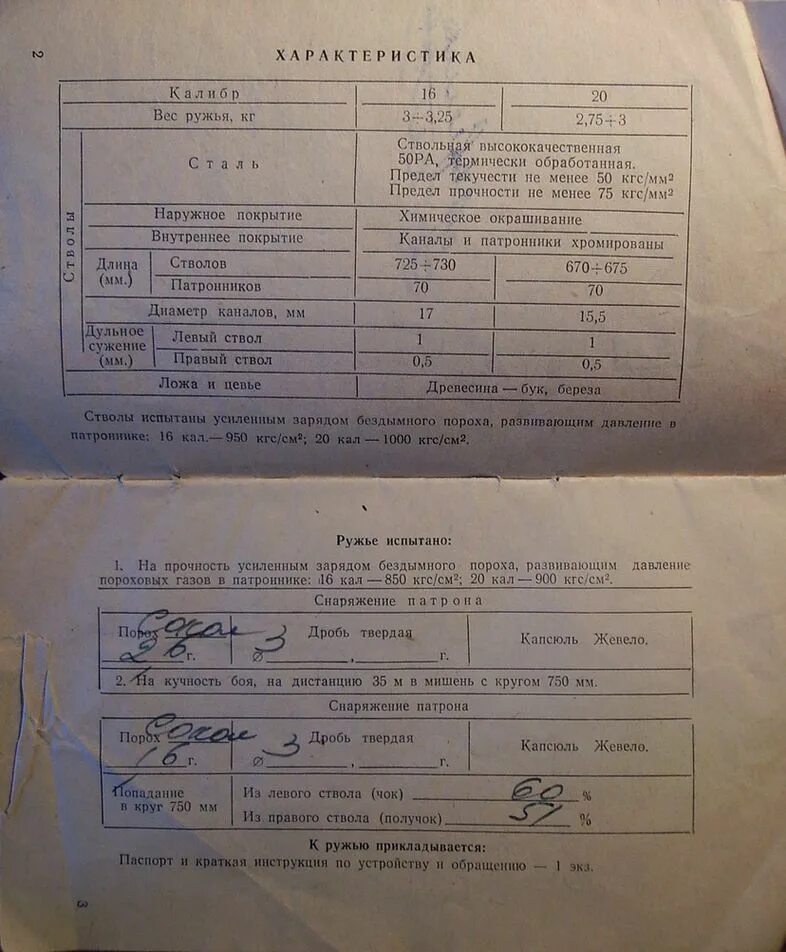 2
ХАРАКТЕРИСТИКА
Калибр 16 20
Вес ружья, кг 3÷3,25 2,75÷3
Стволы
Сталь
Ствольная высококачественная
50РА, термически обработанная.
Предел текучести не менее 50 кгс/мм²
Предел прочности не менее 75 кгс/мм²
Наружное покрытие Химическое окрашивание
Внутреннее покрытие Каналы и патронники хромированы
Длина (мм.)
Стволов 725÷730 670÷675
Патронников 70 70
Диаметр каналов, мм 17 15,5
Дульное сужение (мм.)
Левый ствол 1 1
Правый ствол 0,5 0,5
Ложа и цевье Древесина — бук, береза
Стволы испытаны усиленным зарядом бездымного пороха, развивающим давление в
патроннике: 16 кал.— 950 кгс/см²; 20 кал — 1000 кгс/см².
Ружье испытано:
1. На прочность усиленным зарядом бездымного пороха, развивающим давление
пороховых газов в патроннике: 16 кал — 850 кгс/см²; 20 кал — 900 кгс/см².
Снаряжение патрона
Порох Сокол 3 Дробь твердая Капсюль Жевело.
2 6 г. ø , г.
2. На кучность боя, на дистанцию 35 м в мишень с кругом 750 мм.
Снаряжение патрона
Порох Сокол 3 Дробь твердая Капсюль Жевело.
1 6 г. ø , г.
Попадание
в круг 750 мм
Из левого ствола (чок) 60 %
Из правого ствола (получок) 51 %
К ружью прикладывается:
Паспорт и краткая инструкция по устройству и обращению — 1 экз.
3